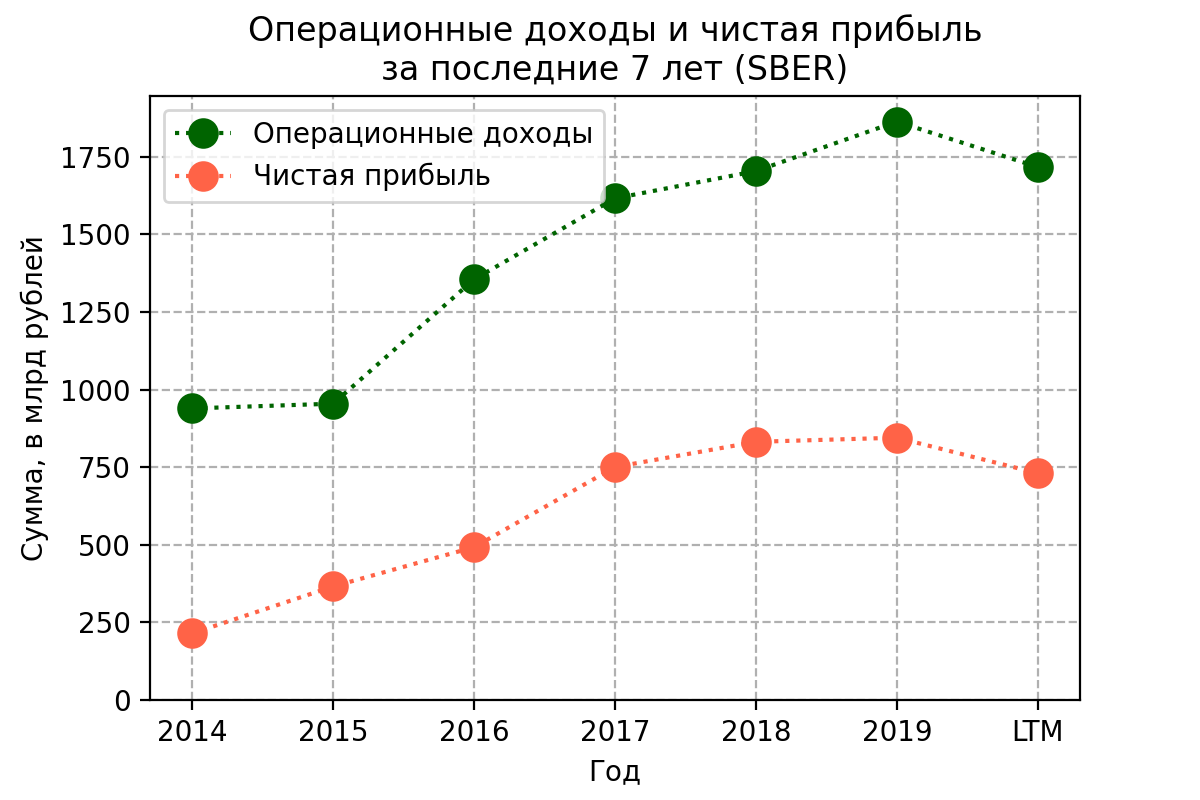 Операционные доходы и чистая прибыль
за последние 7 лет (SBER)
Операционные доходы
Чистая прибыль
Сумма, в млрд рублей
1750
1500
1250
1000
750
500
250
0
2014 2015 2016 2017 2018 2019 LTM
Год